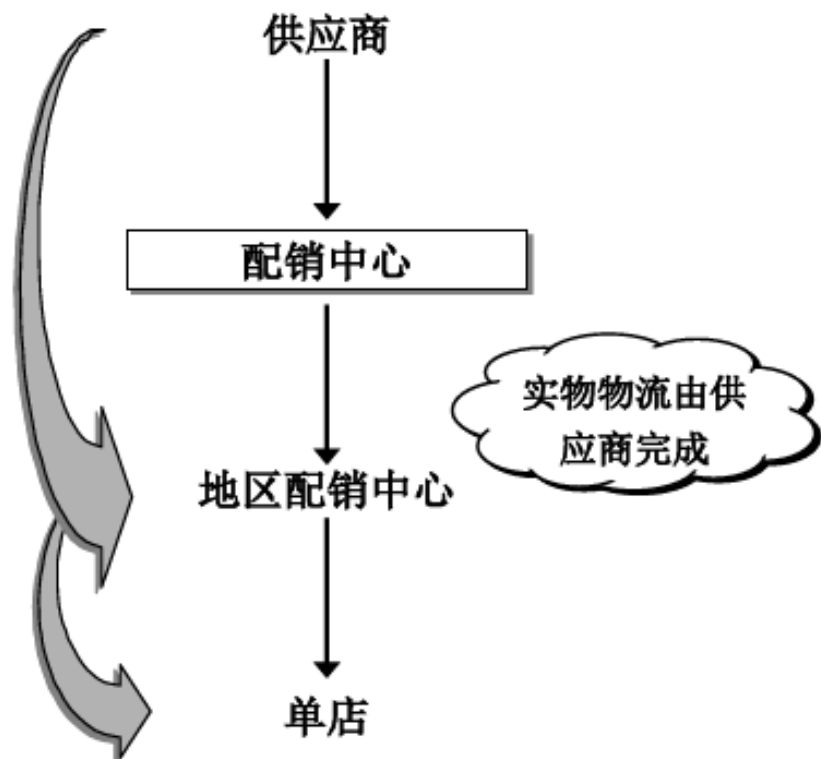 供应商
配销中心
实物物流由供
应商完成
地区配销中心
单店